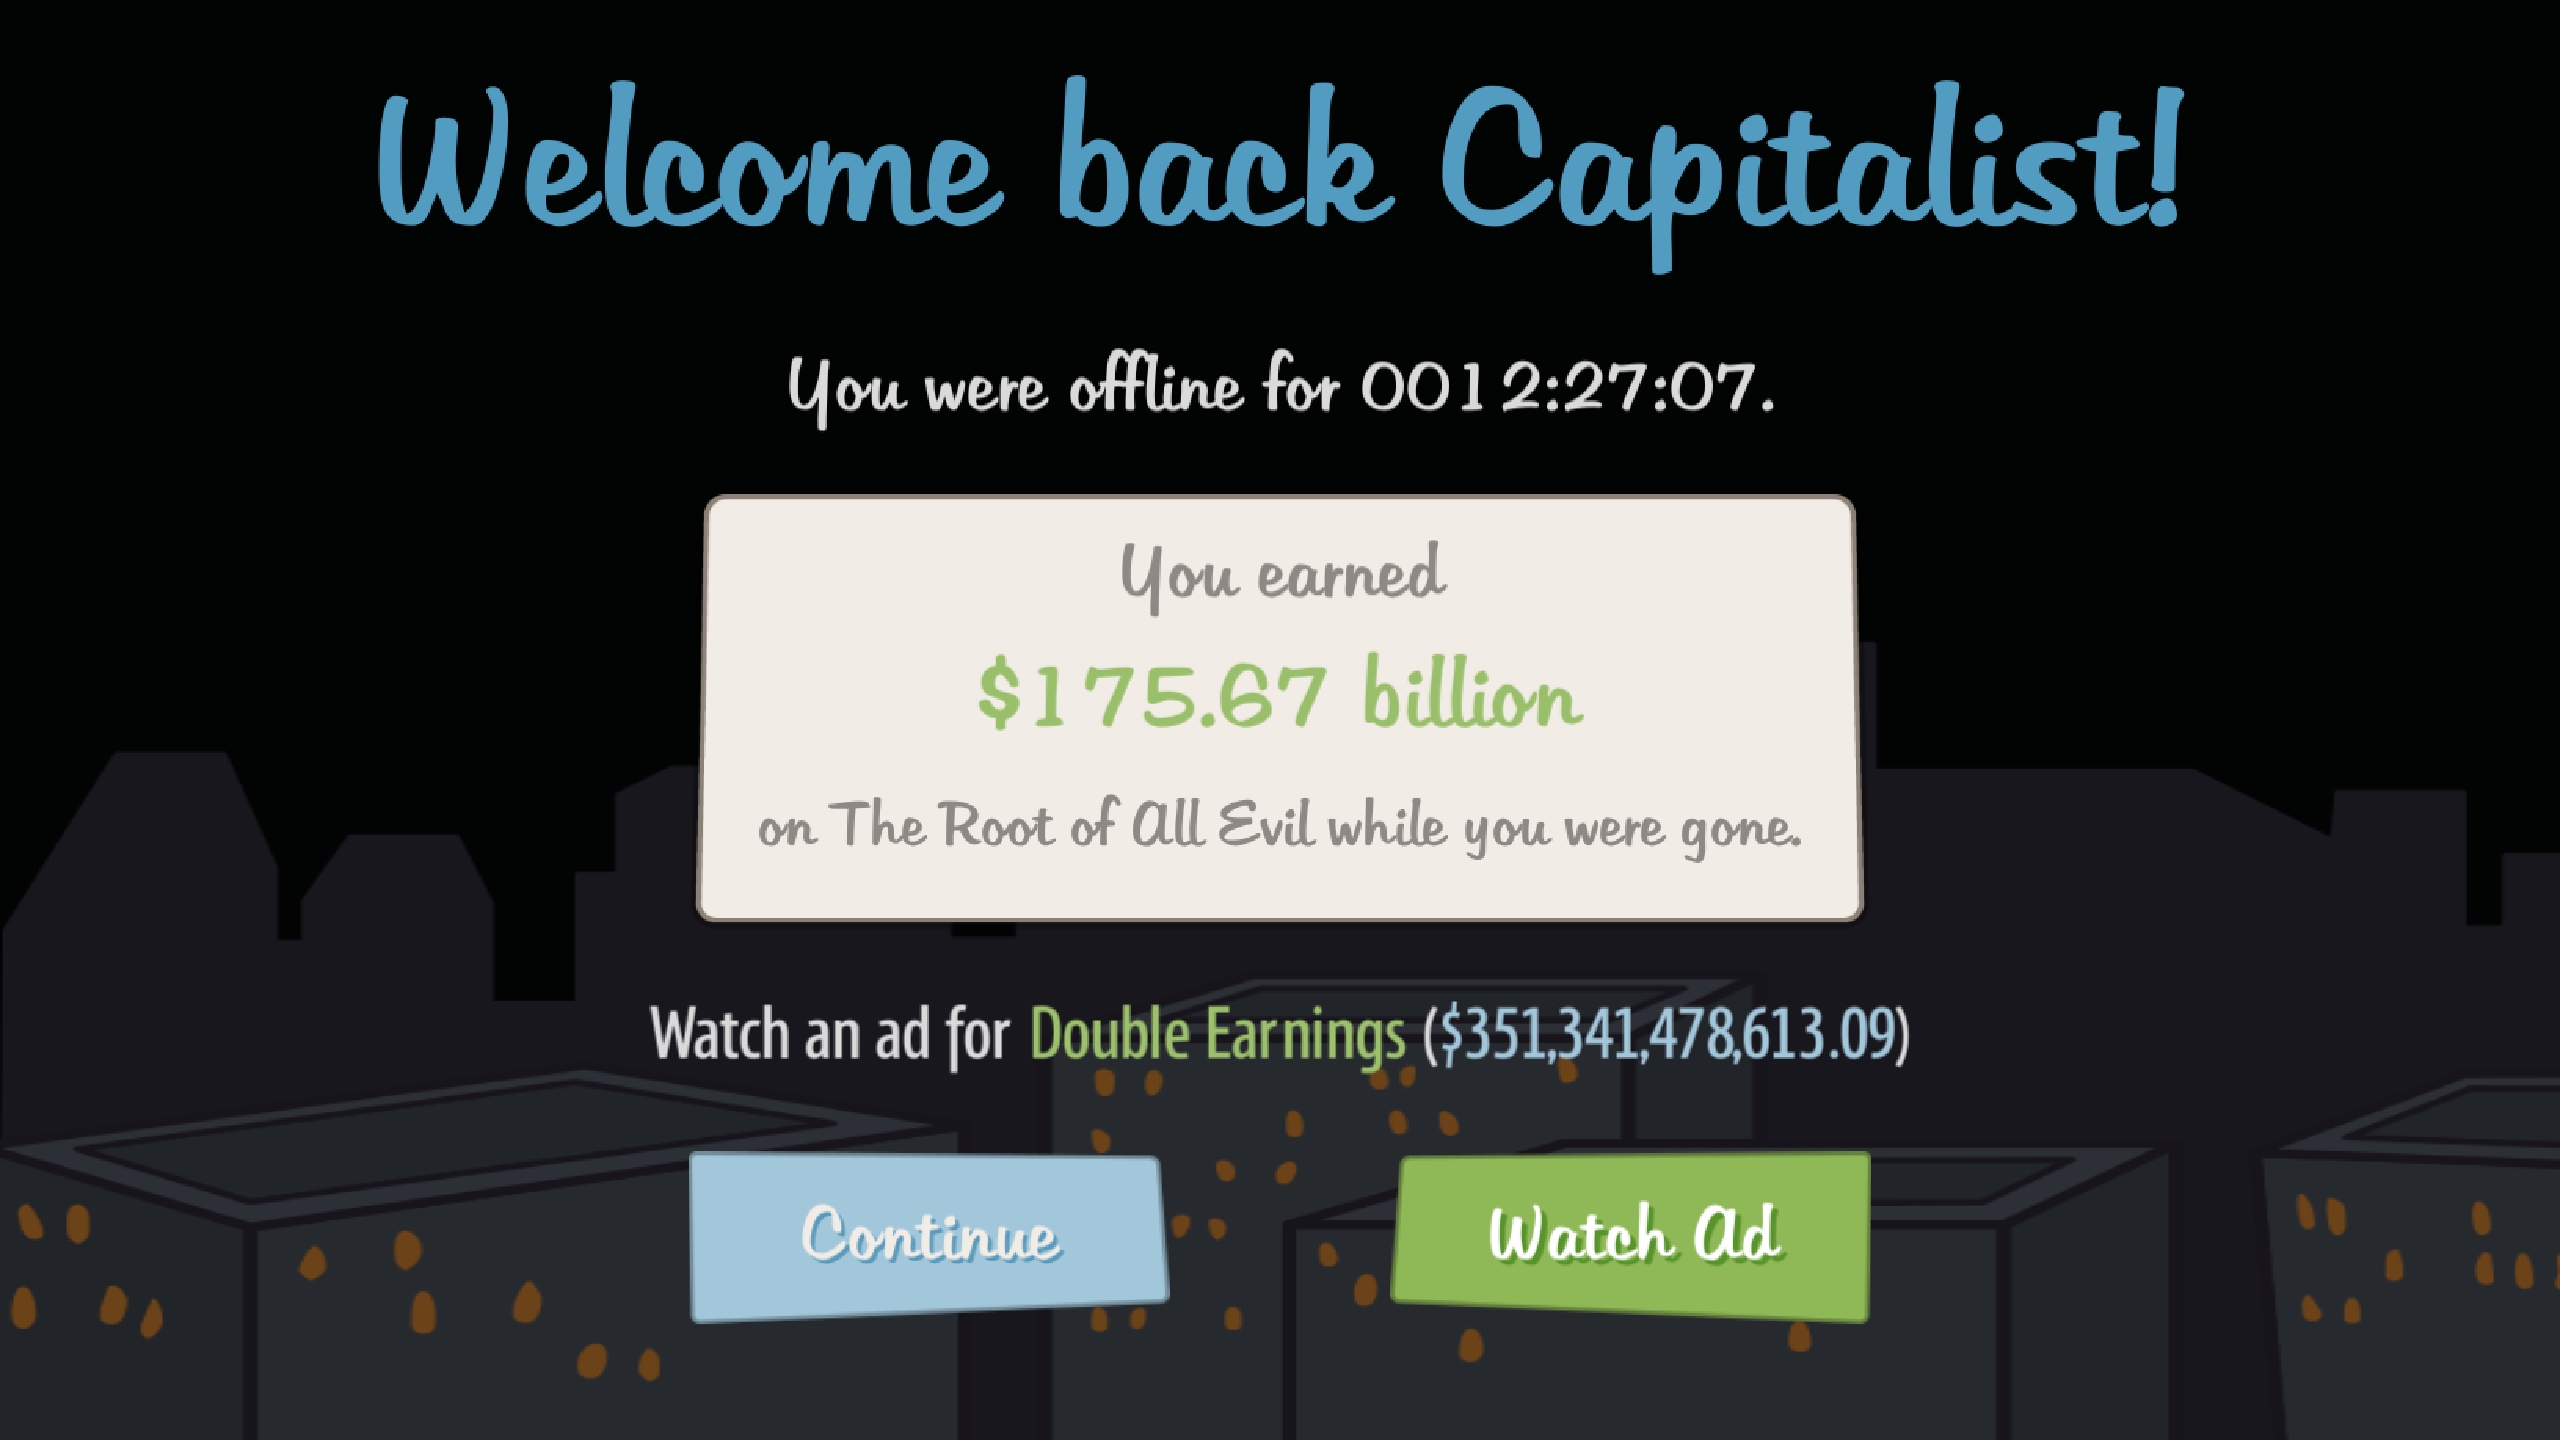 Welcome back Capitalist!
You were offline for 0012:27:07.
You earned
$175.67 billion
on The Root of All Evil while you were gone.
Watch an ad for Double Earnings ($351,341,478,613.09)
Continue
Watch Ad